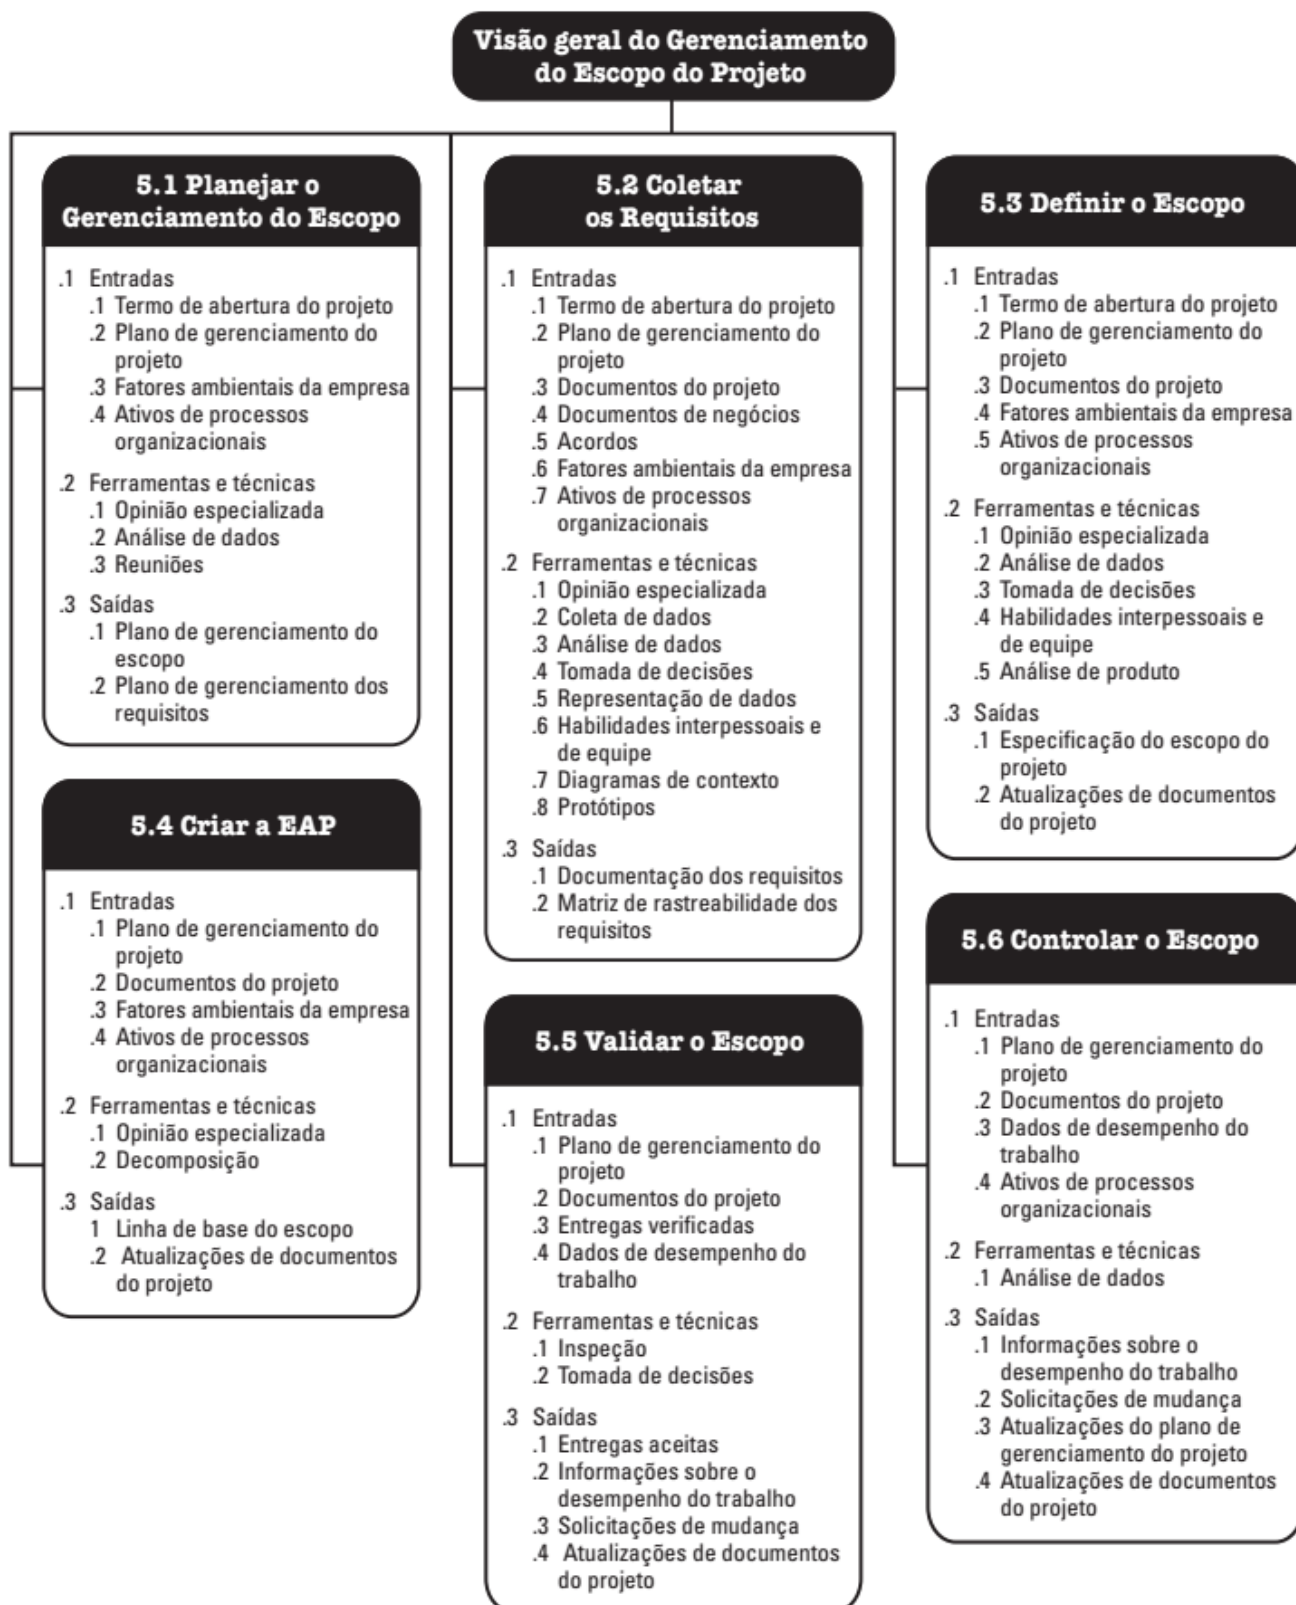 Visão geral do Gerenciamento
do Escopo do Projeto
5.1 Planejar o
Gerenciamento do Escopo
.1 Entradas
.1 Termo de abertura do projeto
.2 Plano de gerenciamento do
projeto
.3 Fatores ambientais da empresa
.4 Ativos de processos
organizacionais
.2 Ferramentas e técnicas
.1 Opinião especializada
.2 Análise de dados
.3 Reuniões
.3 Saídas
.1 Plano de gerenciamento do
escopo
.2 Plano de gerenciamento dos
requisitos
5.2 Coletar
os Requisitos
.1 Entradas
.1 Termo de abertura do projeto
.2 Plano de gerenciamento do
projeto
.3 Documentos do projeto
.4 Documentos de negócios
.5 Acordos
.6 Fatores ambientais da empresa
.7 Ativos de processos
organizacionais
.2 Ferramentas e técnicas
.1 Opinião especializada
.2 Coleta de dados
.3 Análise de dados
.4 Tomada de decisões
.5 Representação de dados
.6 Habilidades interpessoais e
de equipe
.7 Diagramas de contexto
.8 Protótipos
.3 Saídas
.1 Documentação dos requisitos
.2 Matriz de rastreabilidade dos
requisitos
5.3 Definir o Escopo
.1 Entradas
.1 Termo de abertura do projeto
.2 Plano de gerenciamento do
projeto
.3 Documentos do projeto
.4 Fatores ambientais da empresa
.5 Ativos de processos
organizacionais
.2 Ferramentas e técnicas
.1 Opinião especializada
.2 Análise de dados
.3 Tomada de decisões
.4 Habilidades interpessoais e
de equipe
.5 Análise de produto
.3 Saídas
.1 Especificação do escopo do
projeto
.2 Atualizações de documentos
do projeto
5.4 Criar a EAP
.1 Entradas
.1 Plano de gerenciamento do
projeto
.2 Documentos do projeto
.3 Fatores ambientais da empresa
.4 Ativos de processos
organizacionais
.2 Ferramentas e técnicas
.1 Opinião especializada
.2 Decomposição
.3 Saídas
1 Linha de base do escopo
.2 Atualizações de documentos
do projeto
5.5 Validar o Escopo
.1 Entradas
.1 Plano de gerenciamento do
projeto
.2 Documentos do projeto
.3 Entregas verificadas
.4 Dados de desempenho do
trabalho
.2 Ferramentas e técnicas
.1 Inspeção
.2 Tomada de decisões
.3 Saídas
.1 Entregas aceitas
.2 Informações sobre o
desempenho do trabalho
.3 Solicitações de mudança
.4 Atualizações de documentos
do projeto
5.6 Controlar o Escopo
.1 Entradas
.1 Plano de gerenciamento do
projeto
.2 Documentos do projeto
.3 Dados de desempenho do
trabalho
.4 Ativos de processos
organizacionais
.2 Ferramentas e técnicas
.1 Análise de dados
.3 Saídas
.1 Informações sobre o
desempenho do trabalho
.2 Solicitações de mudança
.3 Atualizações do plano de
gerenciamento do projeto
.4 Atualizações de documentos
do projeto